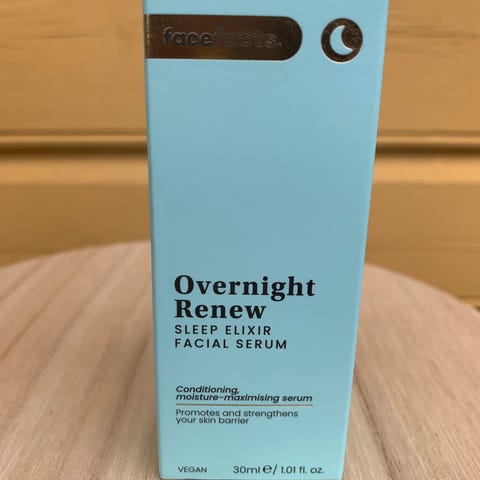 facefacts.
Overnight
Renew
SLEEP ELIXIR
FACIAL SERUM
Conditioning,
moisture-maximising serum
Promotes and strengthens
your skin barrier
VEGAN 30ml ℮/ 1.01 fl. oz.